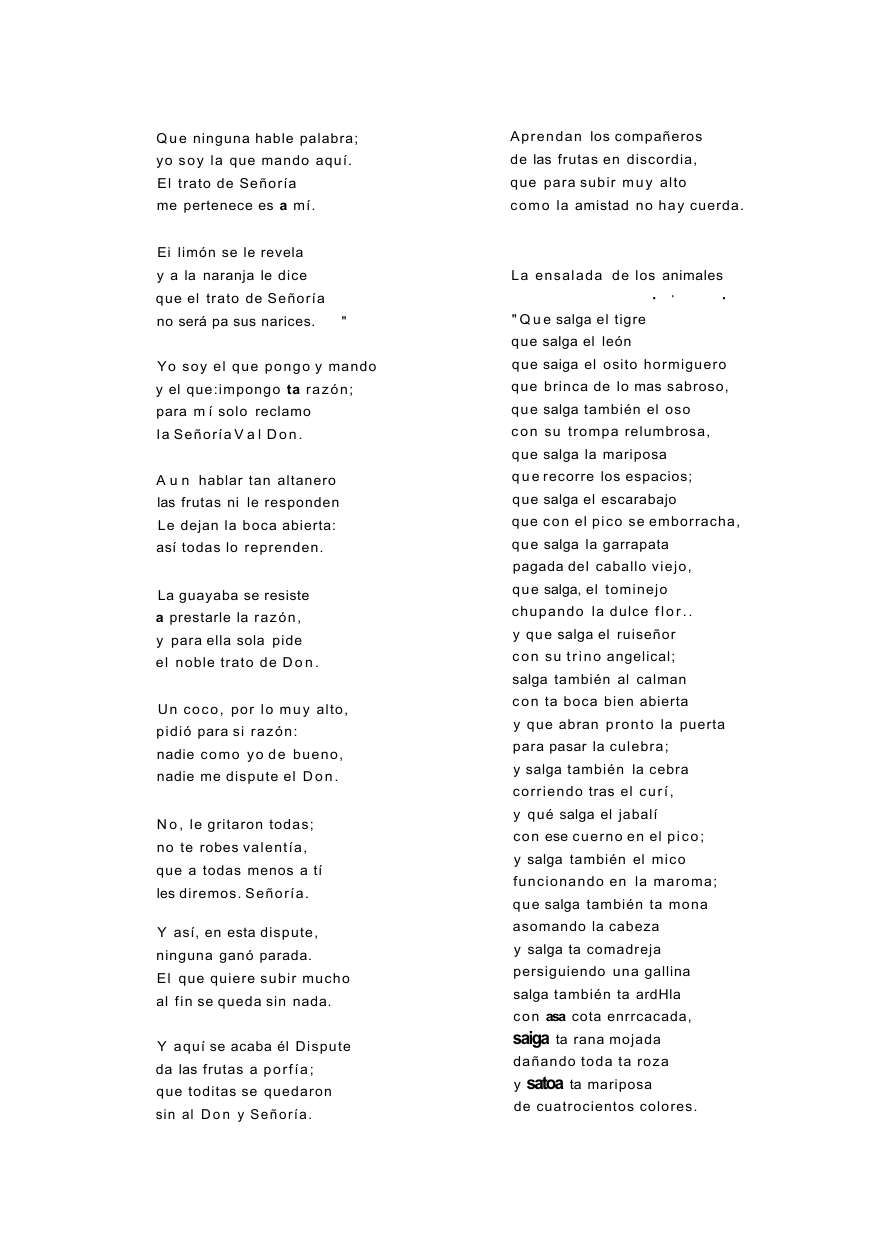 Que ninguna hable palabra;
yo soy la que mando aquí.
El trato de Señoría
me pertenece es a mí.
Ei limón se le revela
y a la naranja le dice
que el trato de Señoría
no será pa sus narices. "
Yo soy el que pongo y mando
y el que:impongo ta razón;
para mí solo reclamo
la Señoría V a l Don.
Aun hablar tan altanero
las frutas ni le responden
Le dejan la boca abierta:
así todas lo reprenden.
La guayaba se resiste
a prestarle la razón,
y para ella sola pide
el noble trato de Don.
Un coco, por lo muy alto,
pidió para si razón:
nadie como yo de bueno,
nadie me dispute el Don.
No, le gritaron todas;
no te robes valentía,
que a todas menos a tí
les diremos. Señoría.
Y así, en esta dispute,
ninguna ganó parada.
El que quiere subir mucho
al fin se queda sin nada.
Y aquí se acaba él Dispute
da las frutas a porfía;
que toditas se quedaron
sin al Don y Señoría.
Aprendan los compañeros
de las frutas en discordia,
que para subir muy alto
como la amistad no hay cuerda.
La ensalada de los animales
"Que salga el tigre
que salga el león
que saiga el osito hormiguero
que brinca de lo mas sabroso,
que salga también el oso
con su trompa relumbrosa,
que salga la mariposa
que recorre los espacios;
que salga el escarabajo
que con el pico se emborracha,
que salga la garrapata
pagada del caballo viejo,
que salga, el tominejo
chupando la dulce flor..
y que salga el ruiseñor
con su trino angelical;
salga también al calman
con ta boca bien abierta
y que abran pronto la puerta
para pasar la culebra;
y salga también la cebra
corriendo tras el curí,
y qué salga el jabalí
con ese cuerno en el pico;
y salga también el mico
funcionando en la maroma;
que salga también ta mona
asomando la cabeza
y salga ta comadreja
persiguiendo una gallina
salga también ta ardHla
con asa cota enrrcacada,
saiga ta rana mojada
dañando toda ta roza
y satoa ta mariposa
de cuatrocientos colores.